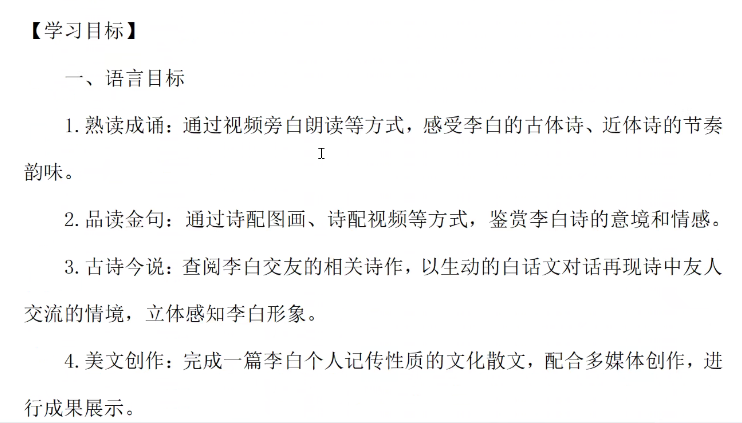 【学习目标】
一、语言目标
1.熟读成诵：通过视频旁白朗读等方式，感受李白的古体诗、近体诗的节奏
韵味。
2.品读金句：通过诗配图画、诗配视频等方式，鉴赏李白诗的意境和情感。
3.古诗今说：查阅李白交友的相关诗作，以生动的白话文对话再现诗中友人
交流的情境，立体感知李白形象。
4.美文创作：完成一篇李白个人记传性质的文化散文，配合多媒体创作，进
行成果展示。